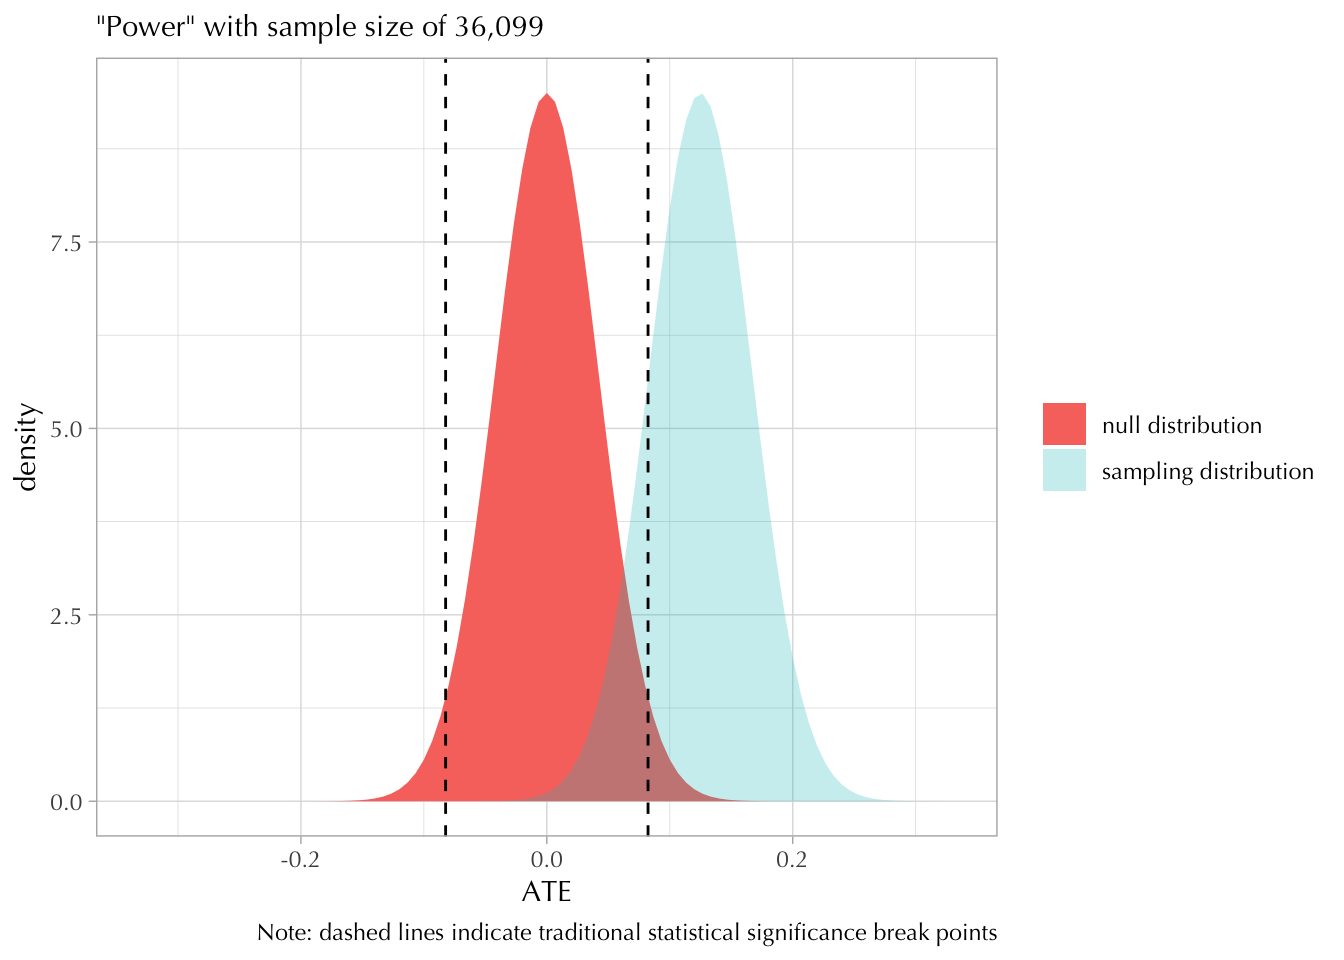 "Power" with sample size of 36,099
density
7.5
5.0
2.5
0.0
-0.2
0.0
0.2
ATE
null distribution
sampling distribution
Note: dashed lines indicate traditional statistical significance break points